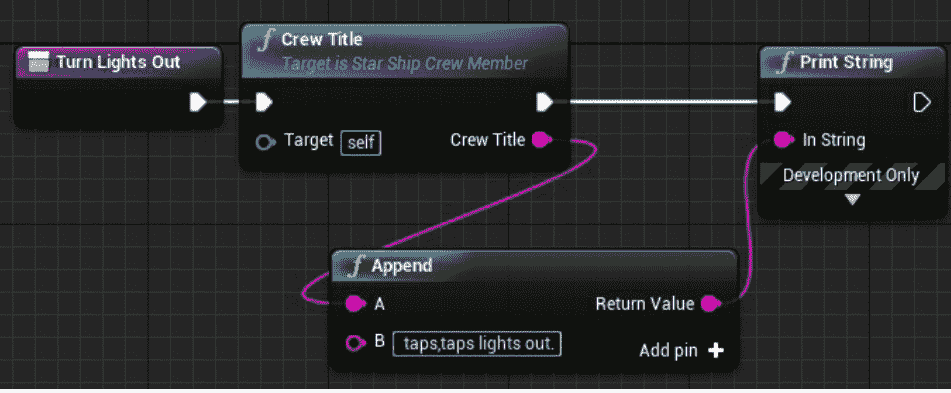 Turn Lights Out
f Crew Title
Target is Star Ship Crew Member
Target self
Crew Title
f Print String
In String
Development Only
f Append
A
Return Value
B taps,taps lights out.
Add pin +